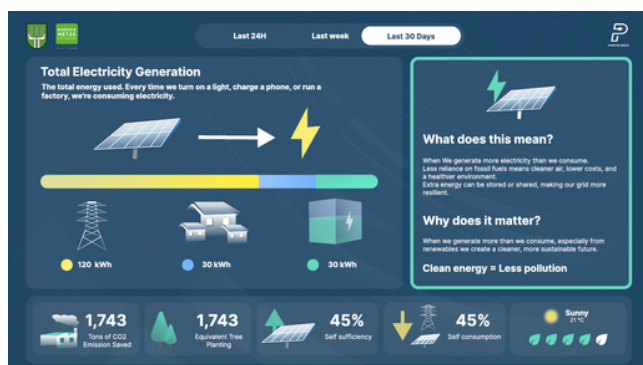 Last 24H
Last week
Last 30 Days
Total Electricity Generation
The total energy used. Every time we turn on a light, charge a phone, or run a
factory, we're consuming electricity.
120 kWh
30 kWh
30 kWh
What does this mean?
When We generate more electricity than we consume.
Less reliance on fossil fuels means cleaner air, lower costs, and
a healthier environment.
Extra energy can be stored or shared, making our grid more
resilient.
Why does it matter?
When we generate more than we consume, especially from
renewables we create a cleaner, more sustainable future.
Clean energy = Less pollution
1,743
Tons of CO2
Emission Saved
1,743
Equivalent Tree
Planting
45%
Self sufficiency
45%
Self consumption
Sunny
21 °C